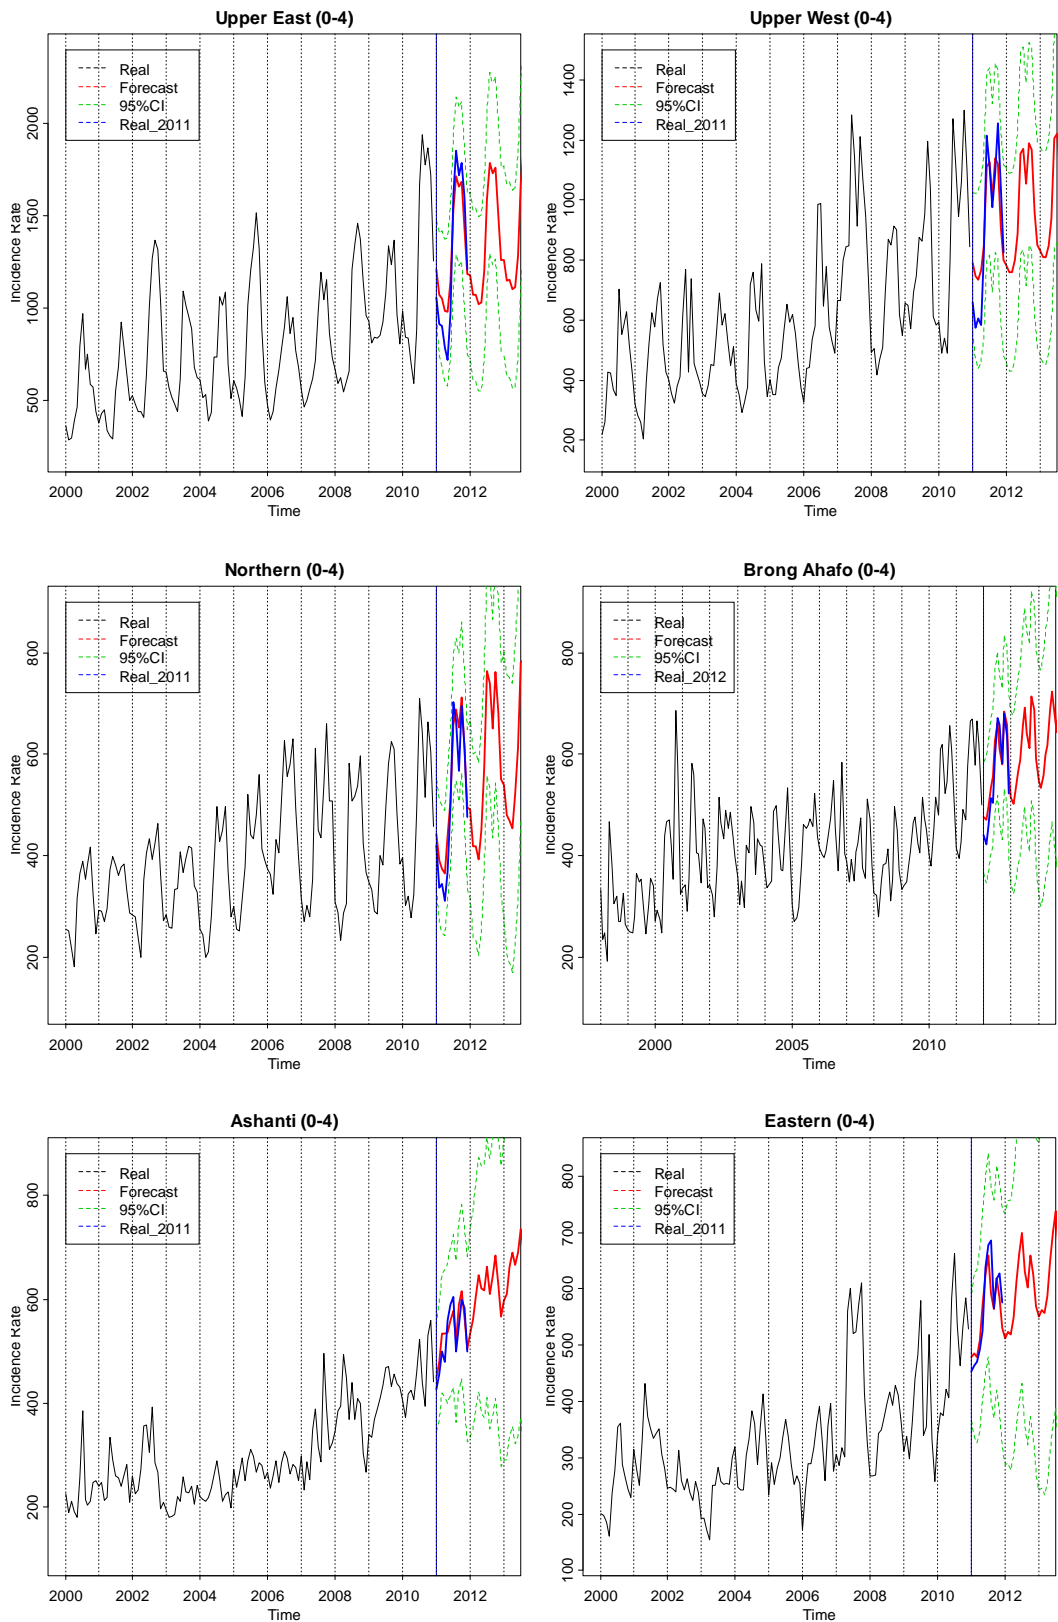 Upper East (0-4)
Incidence Rate
500 1000 1500 2000
Real
Forecast
95%CI
Real_2011
2000 2002 2004 2006 2008 2010 2012
Time
Upper West (0-4)
Incidence Rate
200 400 600 800 1000 1200 1400
Real
Forecast
95%CI
Real_2011
2000 2002 2004 2006 2008 2010 2012
Time
Northern (0-4)
Incidence Rate
200 400 600 800
Real
Forecast
95%CI
Real_2011
2000 2002 2004 2006 2008 2010 2012
Time
Brong Ahafo (0-4)
Incidence Rate
200 400 600 800
Real
Forecast
95%CI
Real_2012
2000 2005 2010
Time
Ashanti (0-4)
Incidence Rate
200 400 600 800
Real
Forecast
95%CI
Real_2011
2000 2002 2004 2006 2008 2010 2012
Time
Eastern (0-4)
Incidence Rate
100 200 300 400 500 600 700 800
Real
Forecast
95%CI
Real_2011
2000 2002 2004 2006 2008 2010 2012
Time